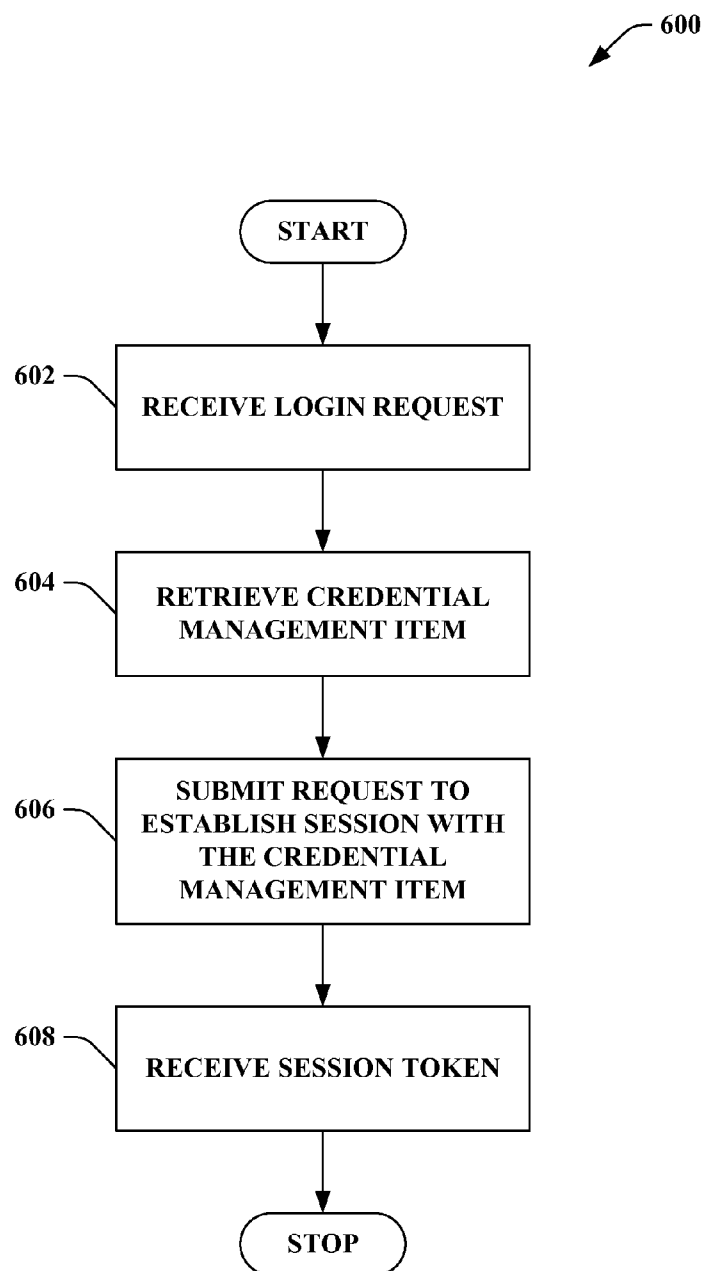 600
START
602
RECEIVE LOGIN REQUEST
604
RETRIEVE CREDENTIAL
MANAGEMENT ITEM
606
SUBMIT REQUEST TO
ESTABLISH SESSION WITH
THE CREDENTIAL
MANAGEMENT ITEM
608
RECEIVE SESSION TOKEN
STOP